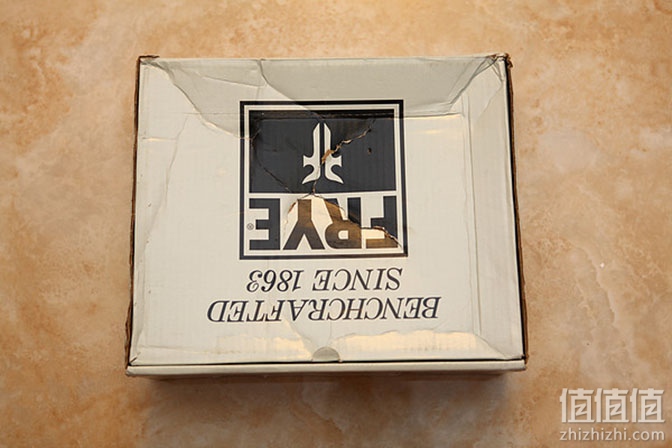 BENCHCRAFTED
SINCE 1863
FRYE®
值值值
zhizhizhi.com